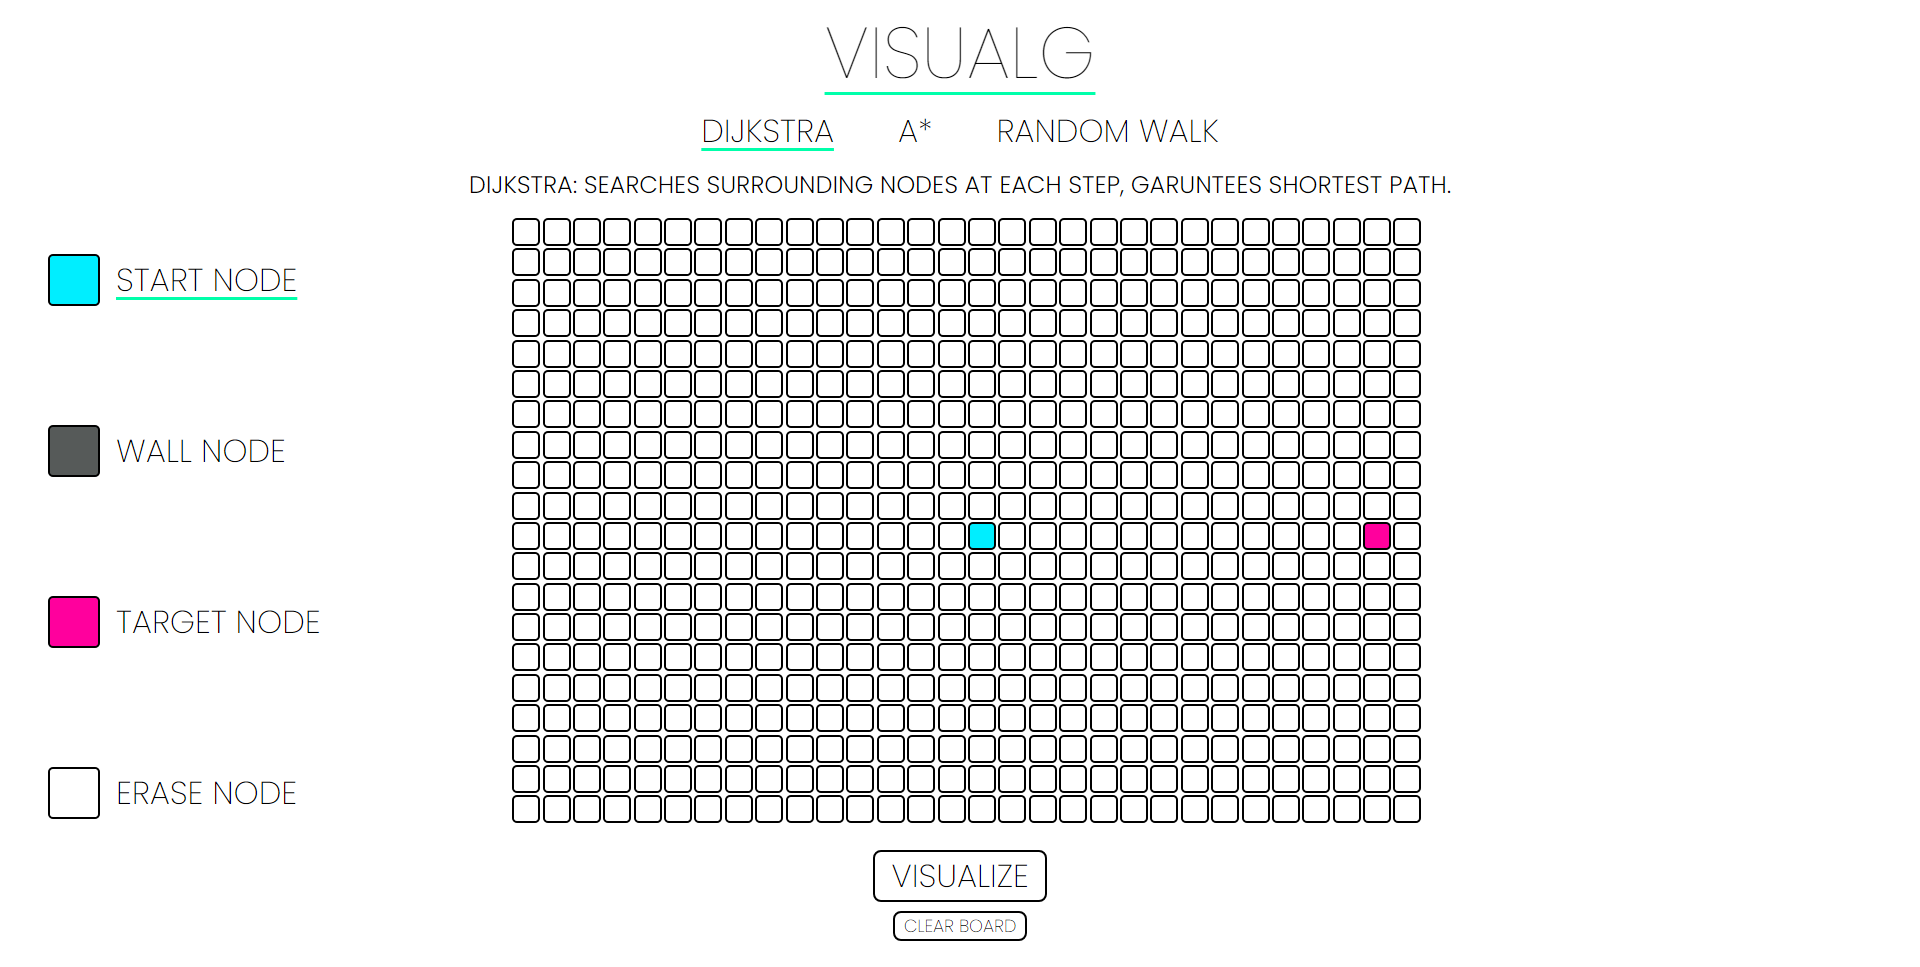 VISUALG
DIJKSTRA A* RANDOM WALK
DIJKSTRA: SEARCHES SURROUNDING NODES AT EACH STEP, GARUNTEES SHORTEST PATH.
START NODE
WALL NODE
TARGET NODE
ERASE NODE
VISUALIZE
CLEAR BOARD